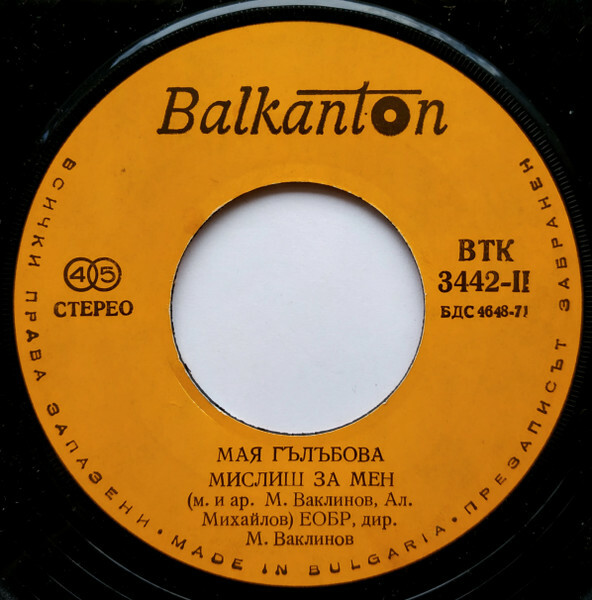 Balkanton
45
СТЕРЕО
ВТК
3442-II
БДС 4648-71
МАЯ ГЪЛЪБОВА
МИСЛИШ ЗА МЕН
(м. и ар. М. Ваклинов, Ал.
Михайлов) ЕОБР, дир.
М. Ваклинов
ВСИЧКИ ПРАВА ЗАПАЗЕНИ • MADE IN BULGARIA • ПРЕЗАПИСЪТ ЗАБРАНЕН